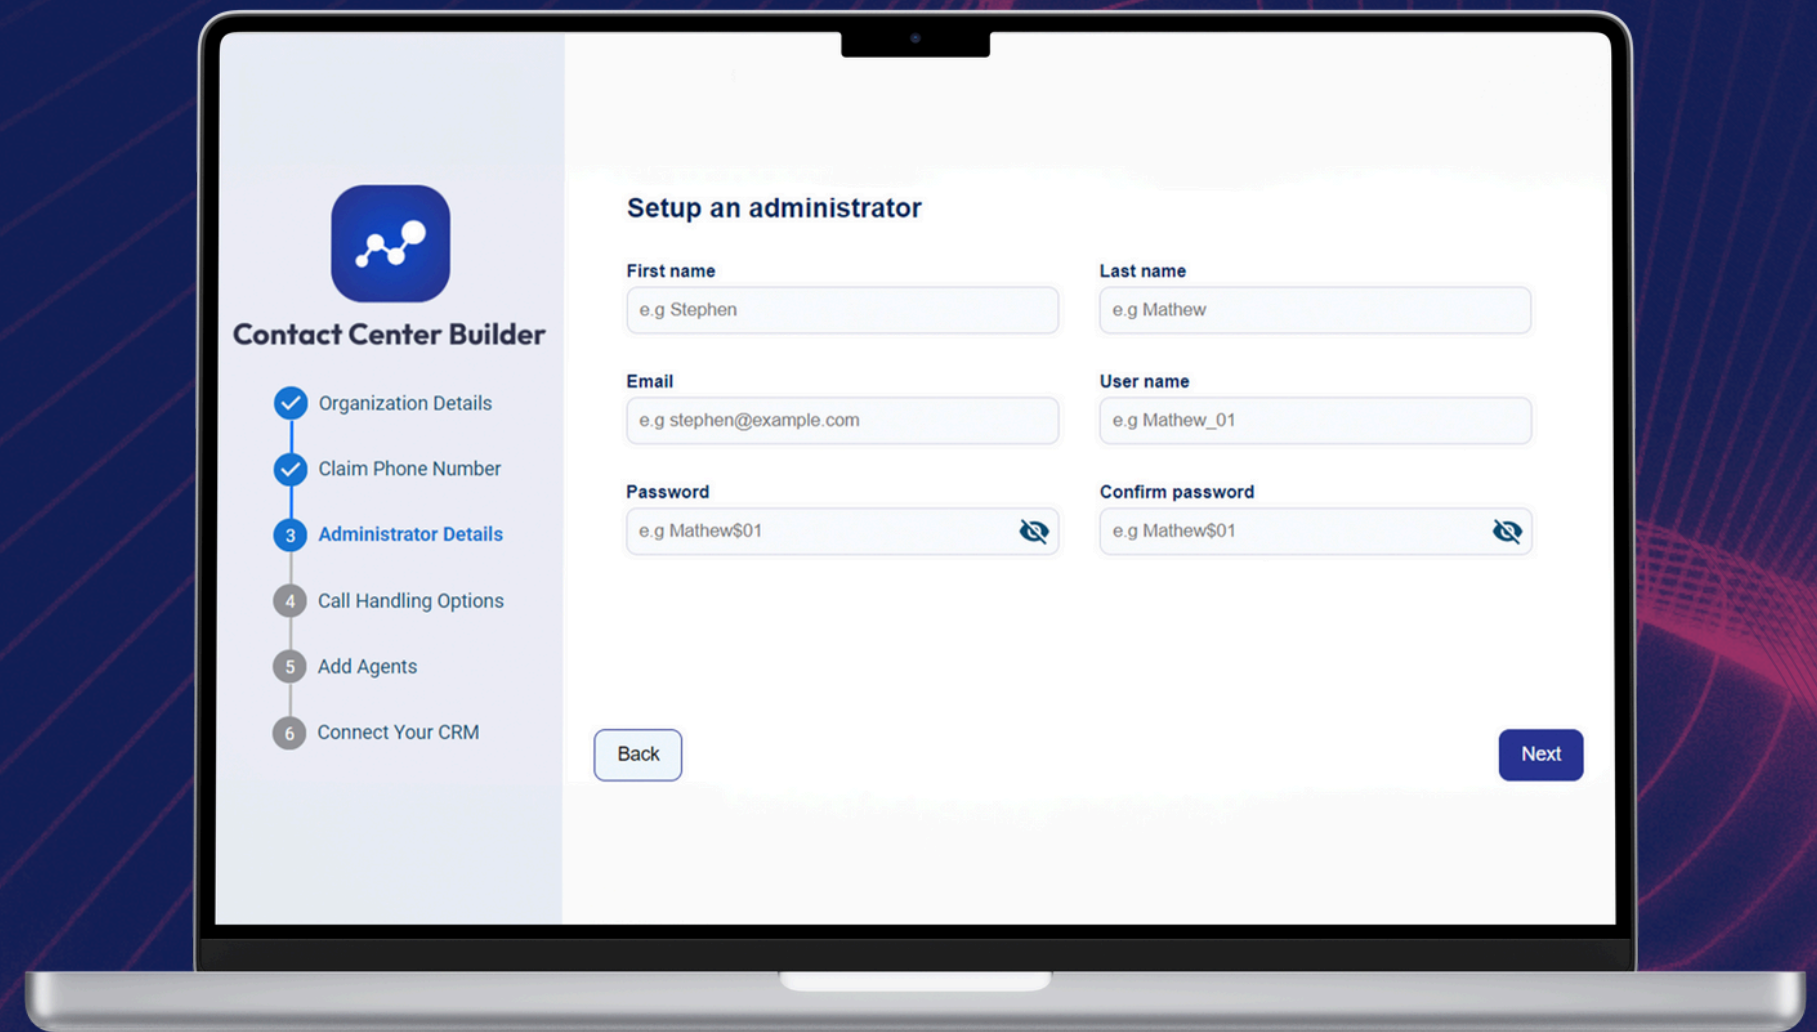 Contact Center Builder
Organization Details
Claim Phone Number
3 Administrator Details
4 Call Handling Options
5 Add Agents
6 Connect Your CRM
Setup an administrator
First name
Last name
e.g Stephen
e.g Mathew
Email
User name
e.g stephen@example.com
e.g Mathew_01
Password
Confirm password
e.g Mathew$01
e.g Mathew$01
Back
Next